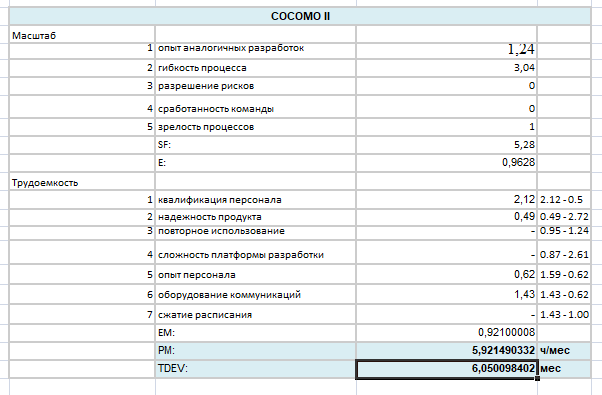 COCOMO II
Масштаб
1 опыт аналогичных разработок 1,24
2 гибкость процесса 3,04
3 разрешение рисков 0
4 сработанность команды 0
5 зрелость процессов 1
SF: 5,28
E: 0,9628
Трудоемкость
1 квалификация персонала 2,12 2.12 - 0.5
2 надежность продукта 0,49 0.49 - 2.72
3 повторное использование - 0.95 - 1.24
4 сложность платформы разработки - 0.87 - 2.61
5 опыт персонала 0,62 1.59 - 0.62
6 оборудование коммуникаций 1,43 1.43 - 0.62
7 сжатие расписания - 1.43 - 1.00
EM: 0,92100008
PM: 5,921490332 ч/мес
TDEV: 6,050098402 мес